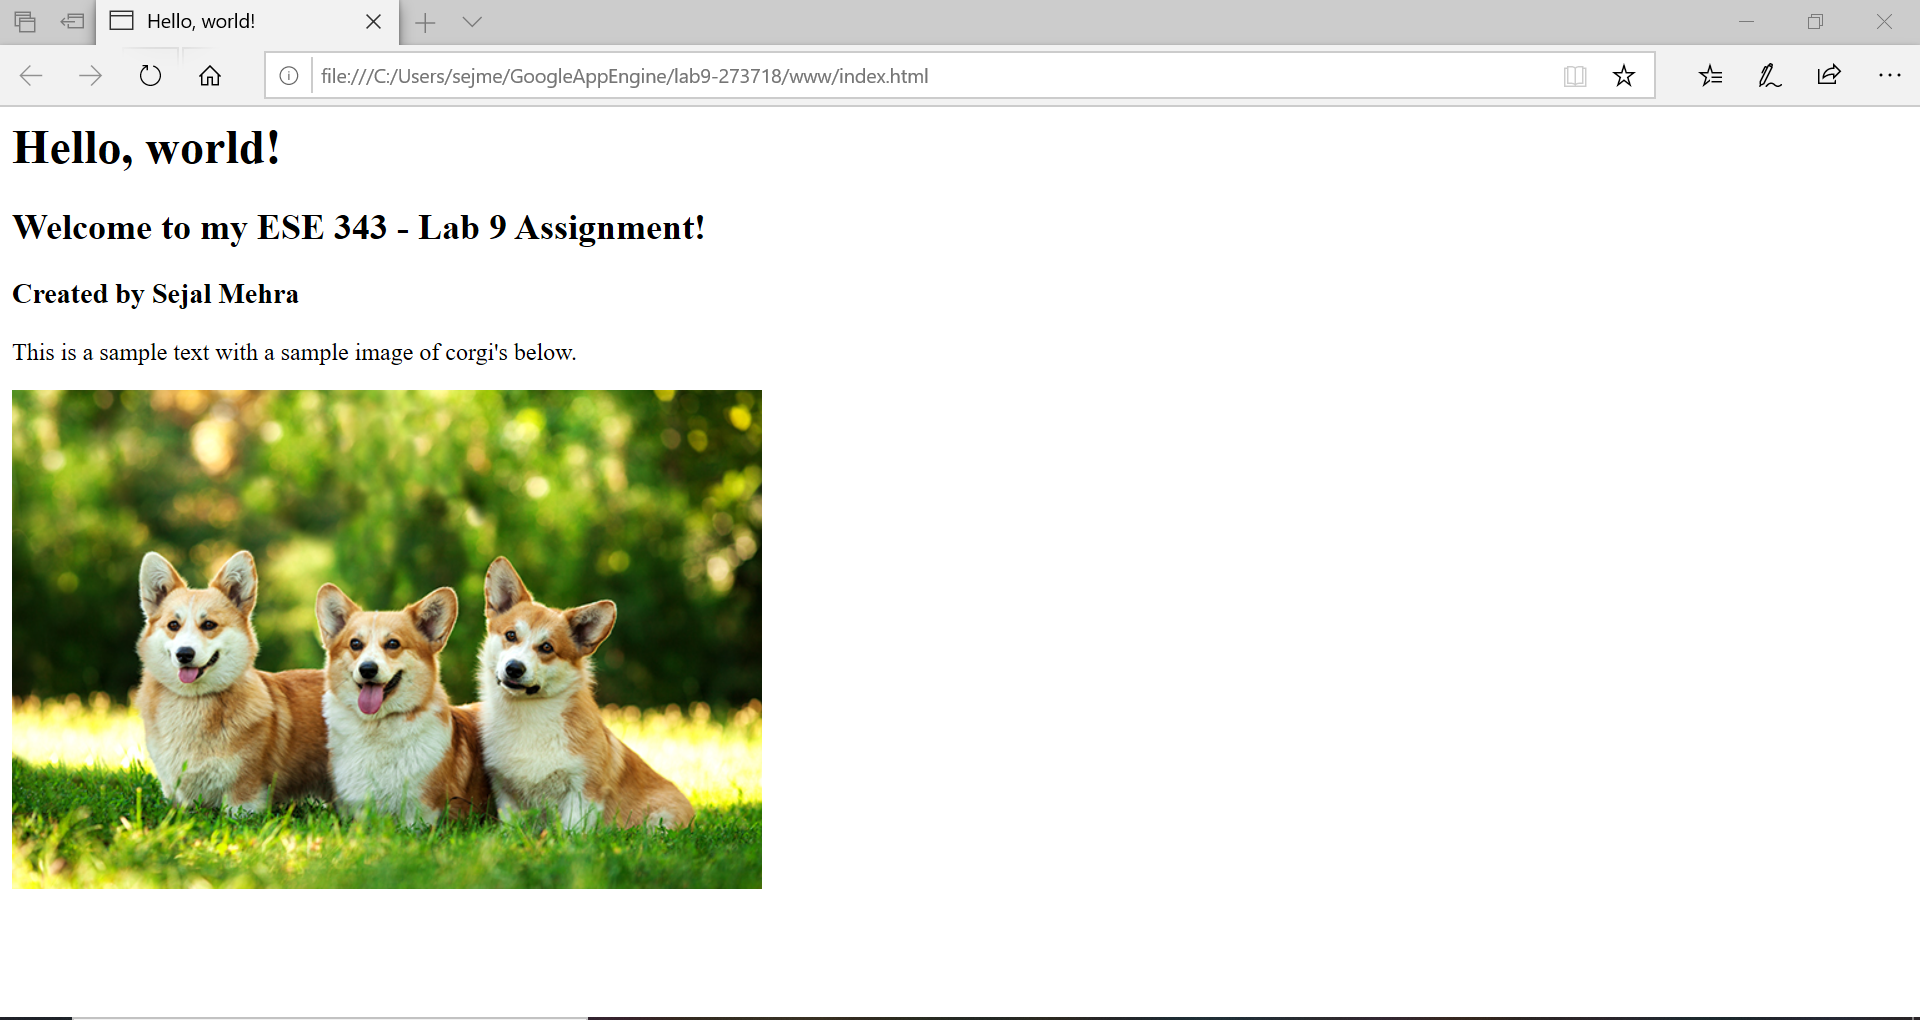 Hello, world!
file:///C:/Users/sejme/GoogleAppEngine/lab9-273718/www/index.html
Hello, world!
Welcome to my ESE 343 - Lab 9 Assignment!
Created by Sejal Mehra
This is a sample text with a sample image of corgi's below.